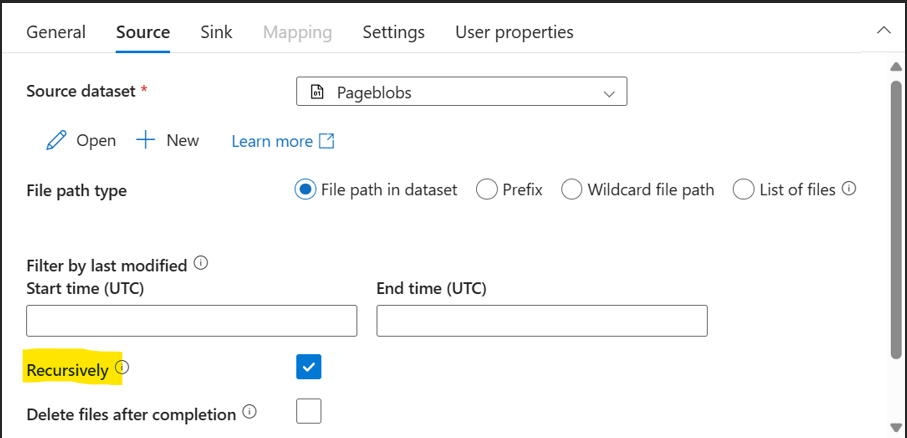 General Source Sink Mapping Settings User properties
Source dataset * Pageblobs
Open New Learn more
File path type File path in dataset Prefix Wildcard file path List of files
Filter by last modified
Start time (UTC) End time (UTC)
Recursively
Delete files after completion